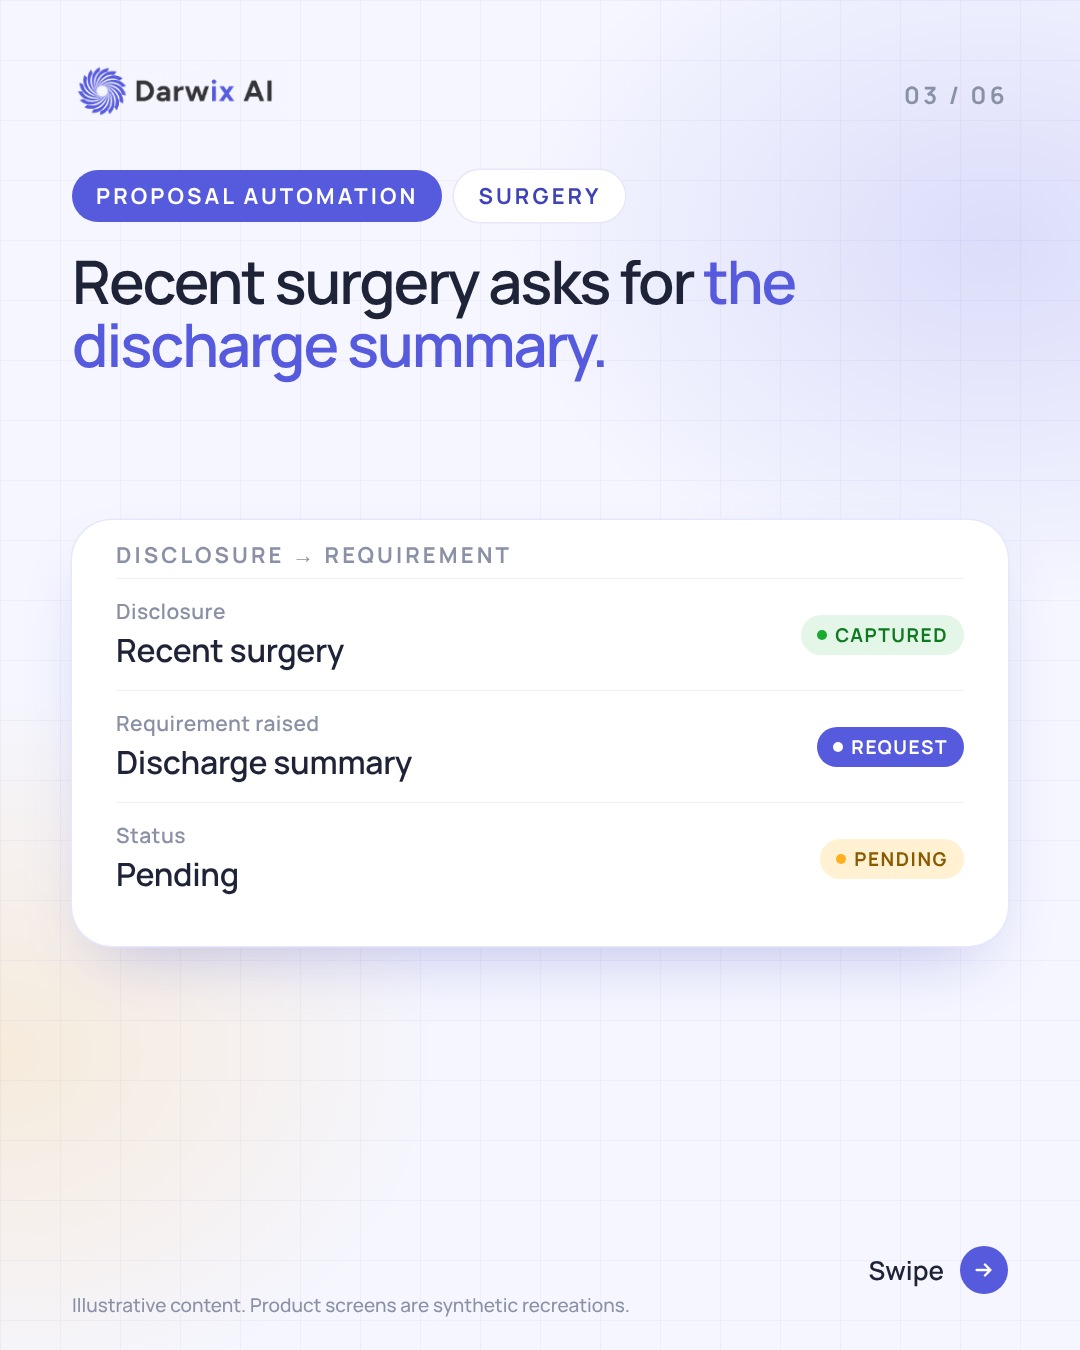 Darwix AI
03 / 06
PROPOSAL AUTOMATION
SURGERY
Recent surgery asks for the
discharge summary.
DISCLOSURE → REQUIREMENT
Disclosure
Recent surgery
CAPTURED
Requirement raised
Discharge summary
REQUEST
Status
Pending
PENDING
Swipe
Illustrative content. Product screens are synthetic recreations.